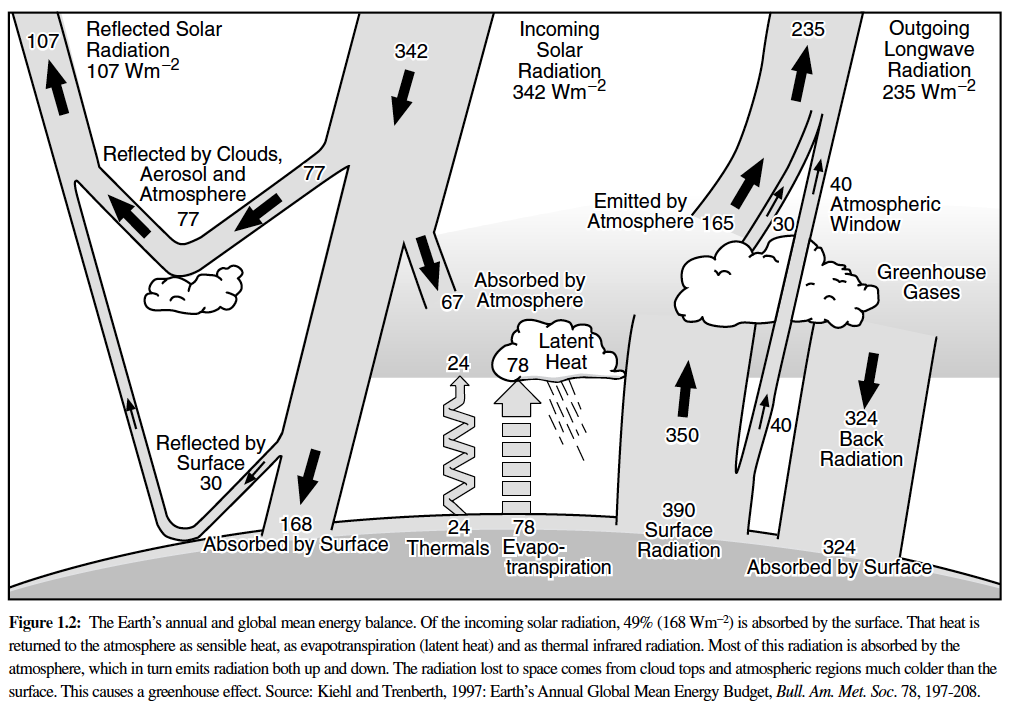 107
Reflected Solar
Radiation
107 Wm⁻²
342
Incoming
Solar
Radiation
342 Wm⁻²
235
Outgoing
Longwave
Radiation
235 Wm⁻²
Reflected by Clouds,
Aerosol and
Atmosphere
77
77
Emitted by
Atmosphere
165
30
40
Atmospheric
Window
67
Absorbed by
Atmosphere
Greenhouse
Gases
24
78
Latent
Heat
350
40
324
Back
Radiation
Reflected by
Surface
30
168
Absorbed by Surface
24
Thermals
78
Evapo-
transpiration
390
Surface
Radiation
324
Absorbed by Surface
Figure 1.2: The Earth’s annual and global mean energy balance. Of the incoming solar radiation, 49% (168 Wm⁻²) is absorbed by the surface. That heat is
returned to the atmosphere as sensible heat, as evapotranspiration (latent heat) and as thermal infrared radiation. Most of this radiation is absorbed by the
atmosphere, which in turn emits radiation both up and down. The radiation lost to space comes from cloud tops and atmospheric regions much colder than the
surface. This causes a greenhouse effect. Source: Kiehl and Trenberth, 1997: Earth’s Annual Global Mean Energy Budget, Bull. Am. Met. Soc. 78, 197-208.